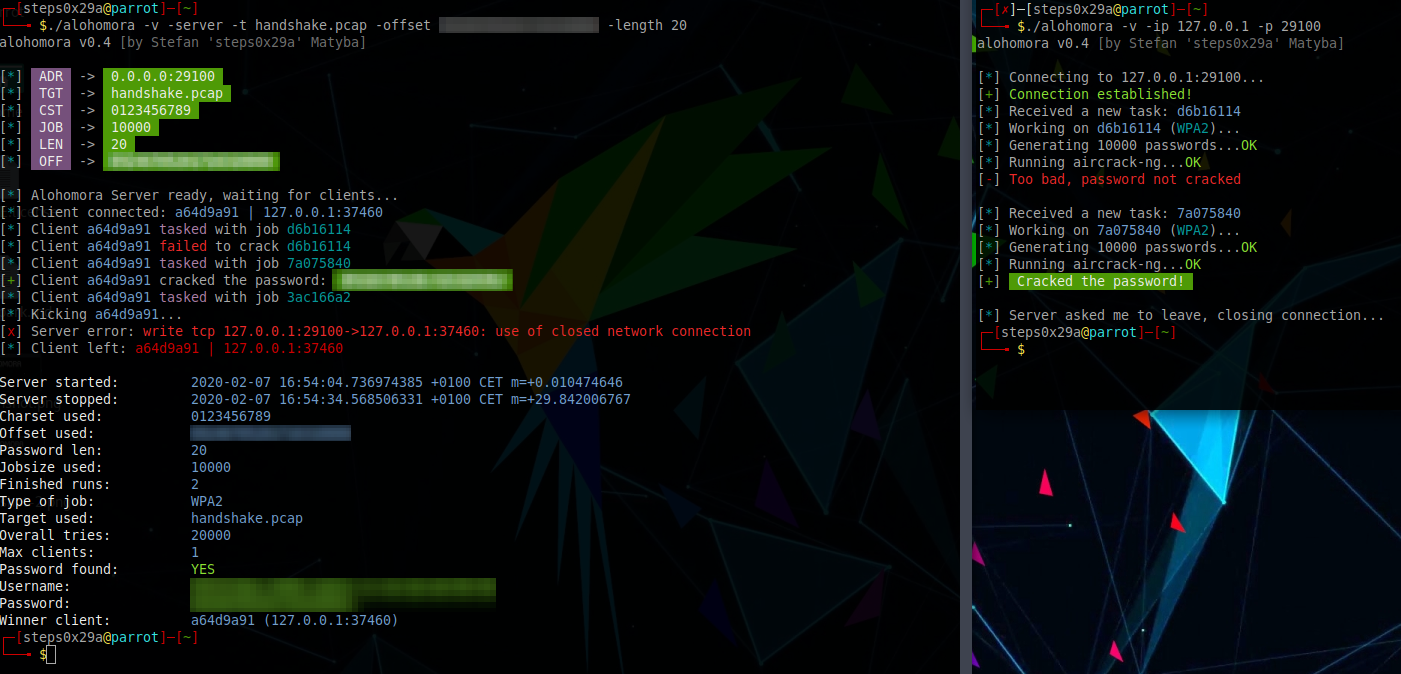 ┌─[steps0x29a@parrot]─[~]
└──╼ $./alohomora -v -server -t handshake.pcap -offset -length 20
alohomora v0.4 [by Stefan 'steps0x29a' Matyba]
[*] ADR -> 0.0.0.0:29100
[*] TGT -> handshake.pcap
[*] CST -> 0123456789
[*] JOB -> 10000
[*] LEN -> 20
[*] OFF ->
[*] Alohomora Server ready, waiting for clients...
[*] Client connected: a64d9a91 | 127.0.0.1:37460
[*] Client a64d9a91 tasked with job d6b16114
[*] Client a64d9a91 failed to crack d6b16114
[*] Client a64d9a91 tasked with job 7a075840
[+] Client a64d9a91 cracked the password:
[*] Client a64d9a91 tasked with job 3ac166a2
[*] Kicking a64d9a91...
[x] Server error: write tcp 127.0.0.1:29100->127.0.0.1:37460: use of closed network connection
[*] Client left: a64d9a91 | 127.0.0.1:37460
Server started: 2020-02-07 16:54:04.736974385 +0100 CET m=+0.010474646
Server stopped: 2020-02-07 16:54:34.568506331 +0100 CET m=+29.842006767
Charset used: 0123456789
Offset used:
Password len: 20
Jobsize used: 10000
Finished runs: 2
Type of job: WPA2
Target used: handshake.pcap
Overall tries: 20000
Max clients: 1
Password found: YES
Username:
Password:
Winner client: a64d9a91 (127.0.0.1:37460)
┌─[steps0x29a@parrot]─[~]
└──╼ $
┌─[✗]─[steps0x29a@parrot]─[~]
└──╼ $./alohomora -v -ip 127.0.0.1 -p 29100
alohomora v0.4 [by Stefan 'steps0x29a' Matyba]
[*] Connecting to 127.0.0.1:29100...
[+] Connection established!
[*] Received a new task: d6b16114
[*] Working on d6b16114 (WPA2)...
[*] Generating 10000 passwords...OK
[*] Running aircrack-ng...OK
[-] Too bad, password not cracked
[*] Received a new task: 7a075840
[*] Working on 7a075840 (WPA2)...
[*] Generating 10000 passwords...OK
[*] Running aircrack-ng...OK
[+] Cracked the password!
[*] Server asked me to leave, closing connection...
┌─[steps0x29a@parrot]─[~]
└──╼ $